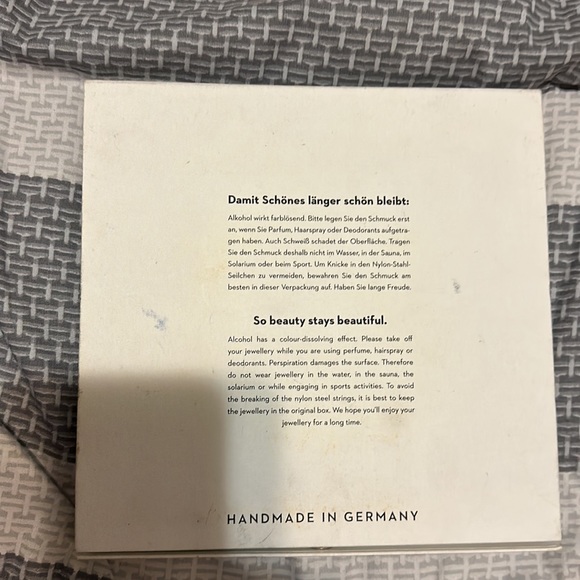 Damit Schönes länger schön bleibt:
Alkohol wirkt farblösend. Bitte legen Sie den Schmuck erst
an, wenn Sie Parfum, Haarspray oder Deodorants aufgetra-
gen haben. Auch Schweiß schadet der Oberfläche. Tragen
Sie den Schmuck deshalb nicht im Wasser, in der Sauna, im
Solarium oder beim Sport. Um Knicke in den Nylon-Stahl-
Seilchen zu vermeiden, bewahren Sie den Schmuck am
besten in dieser Verpackung auf. Haben Sie lange Freude.
So beauty stays beautiful.
Alcohol has a colour-dissolving effect. Please take off
your jewellery while you are using perfume, hairspray or
deodorants. Perspiration damages the surface. Therefore
do not wear jewellery in the water, in the sauna, the
solarium or while engaging in sports activities. To avoid
the breaking of the nylon steel strings, it is best to keep
the jewellery in the original box. We hope you'll enjoy your
jewellery for a long time.
HANDMADE IN GERMANY